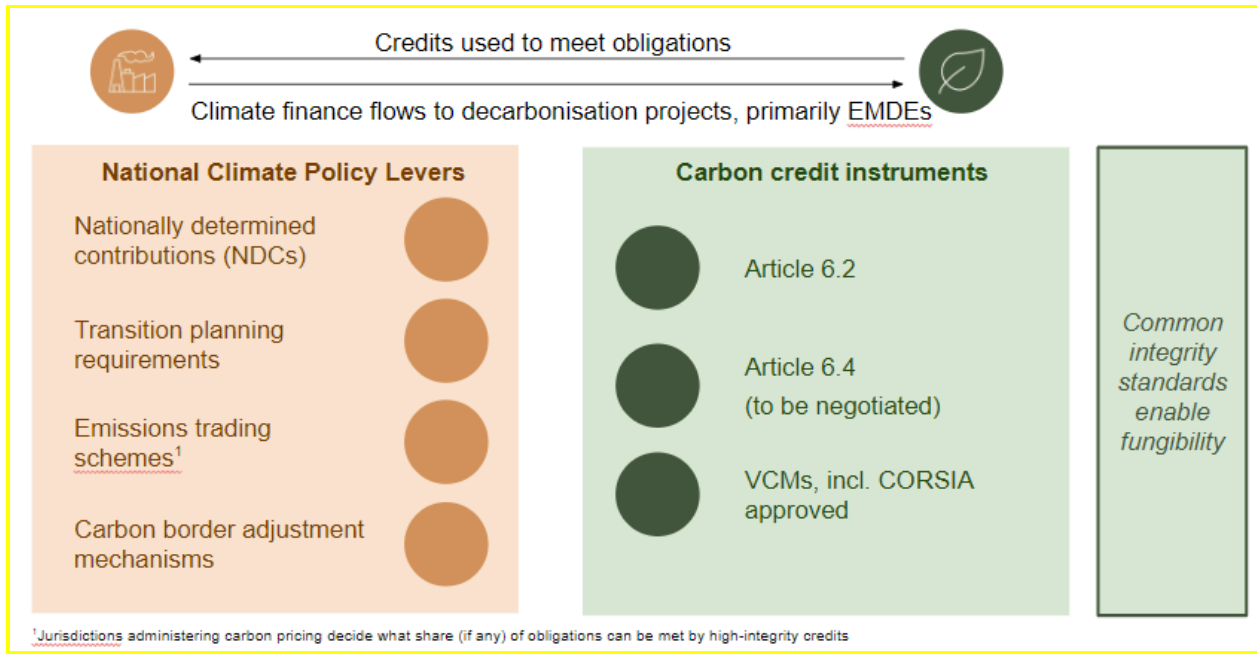 Credits used to meet obligations
Climate finance flows to decarbonisation projects, primarily EMDEs
National Climate Policy Levers
Nationally determined
contributions (NDCs)
Transition planning
requirements
Emissions trading
schemes¹
Carbon border adjustment
mechanisms
Carbon credit instruments
Article 6.2
Article 6.4
(to be negotiated)
VCMs, incl. CORSIA
approved
Common
integrity
standards
enable
fungibility
¹Jurisdictions administering carbon pricing decide what share (if any) of obligations can be met by high-integrity credits